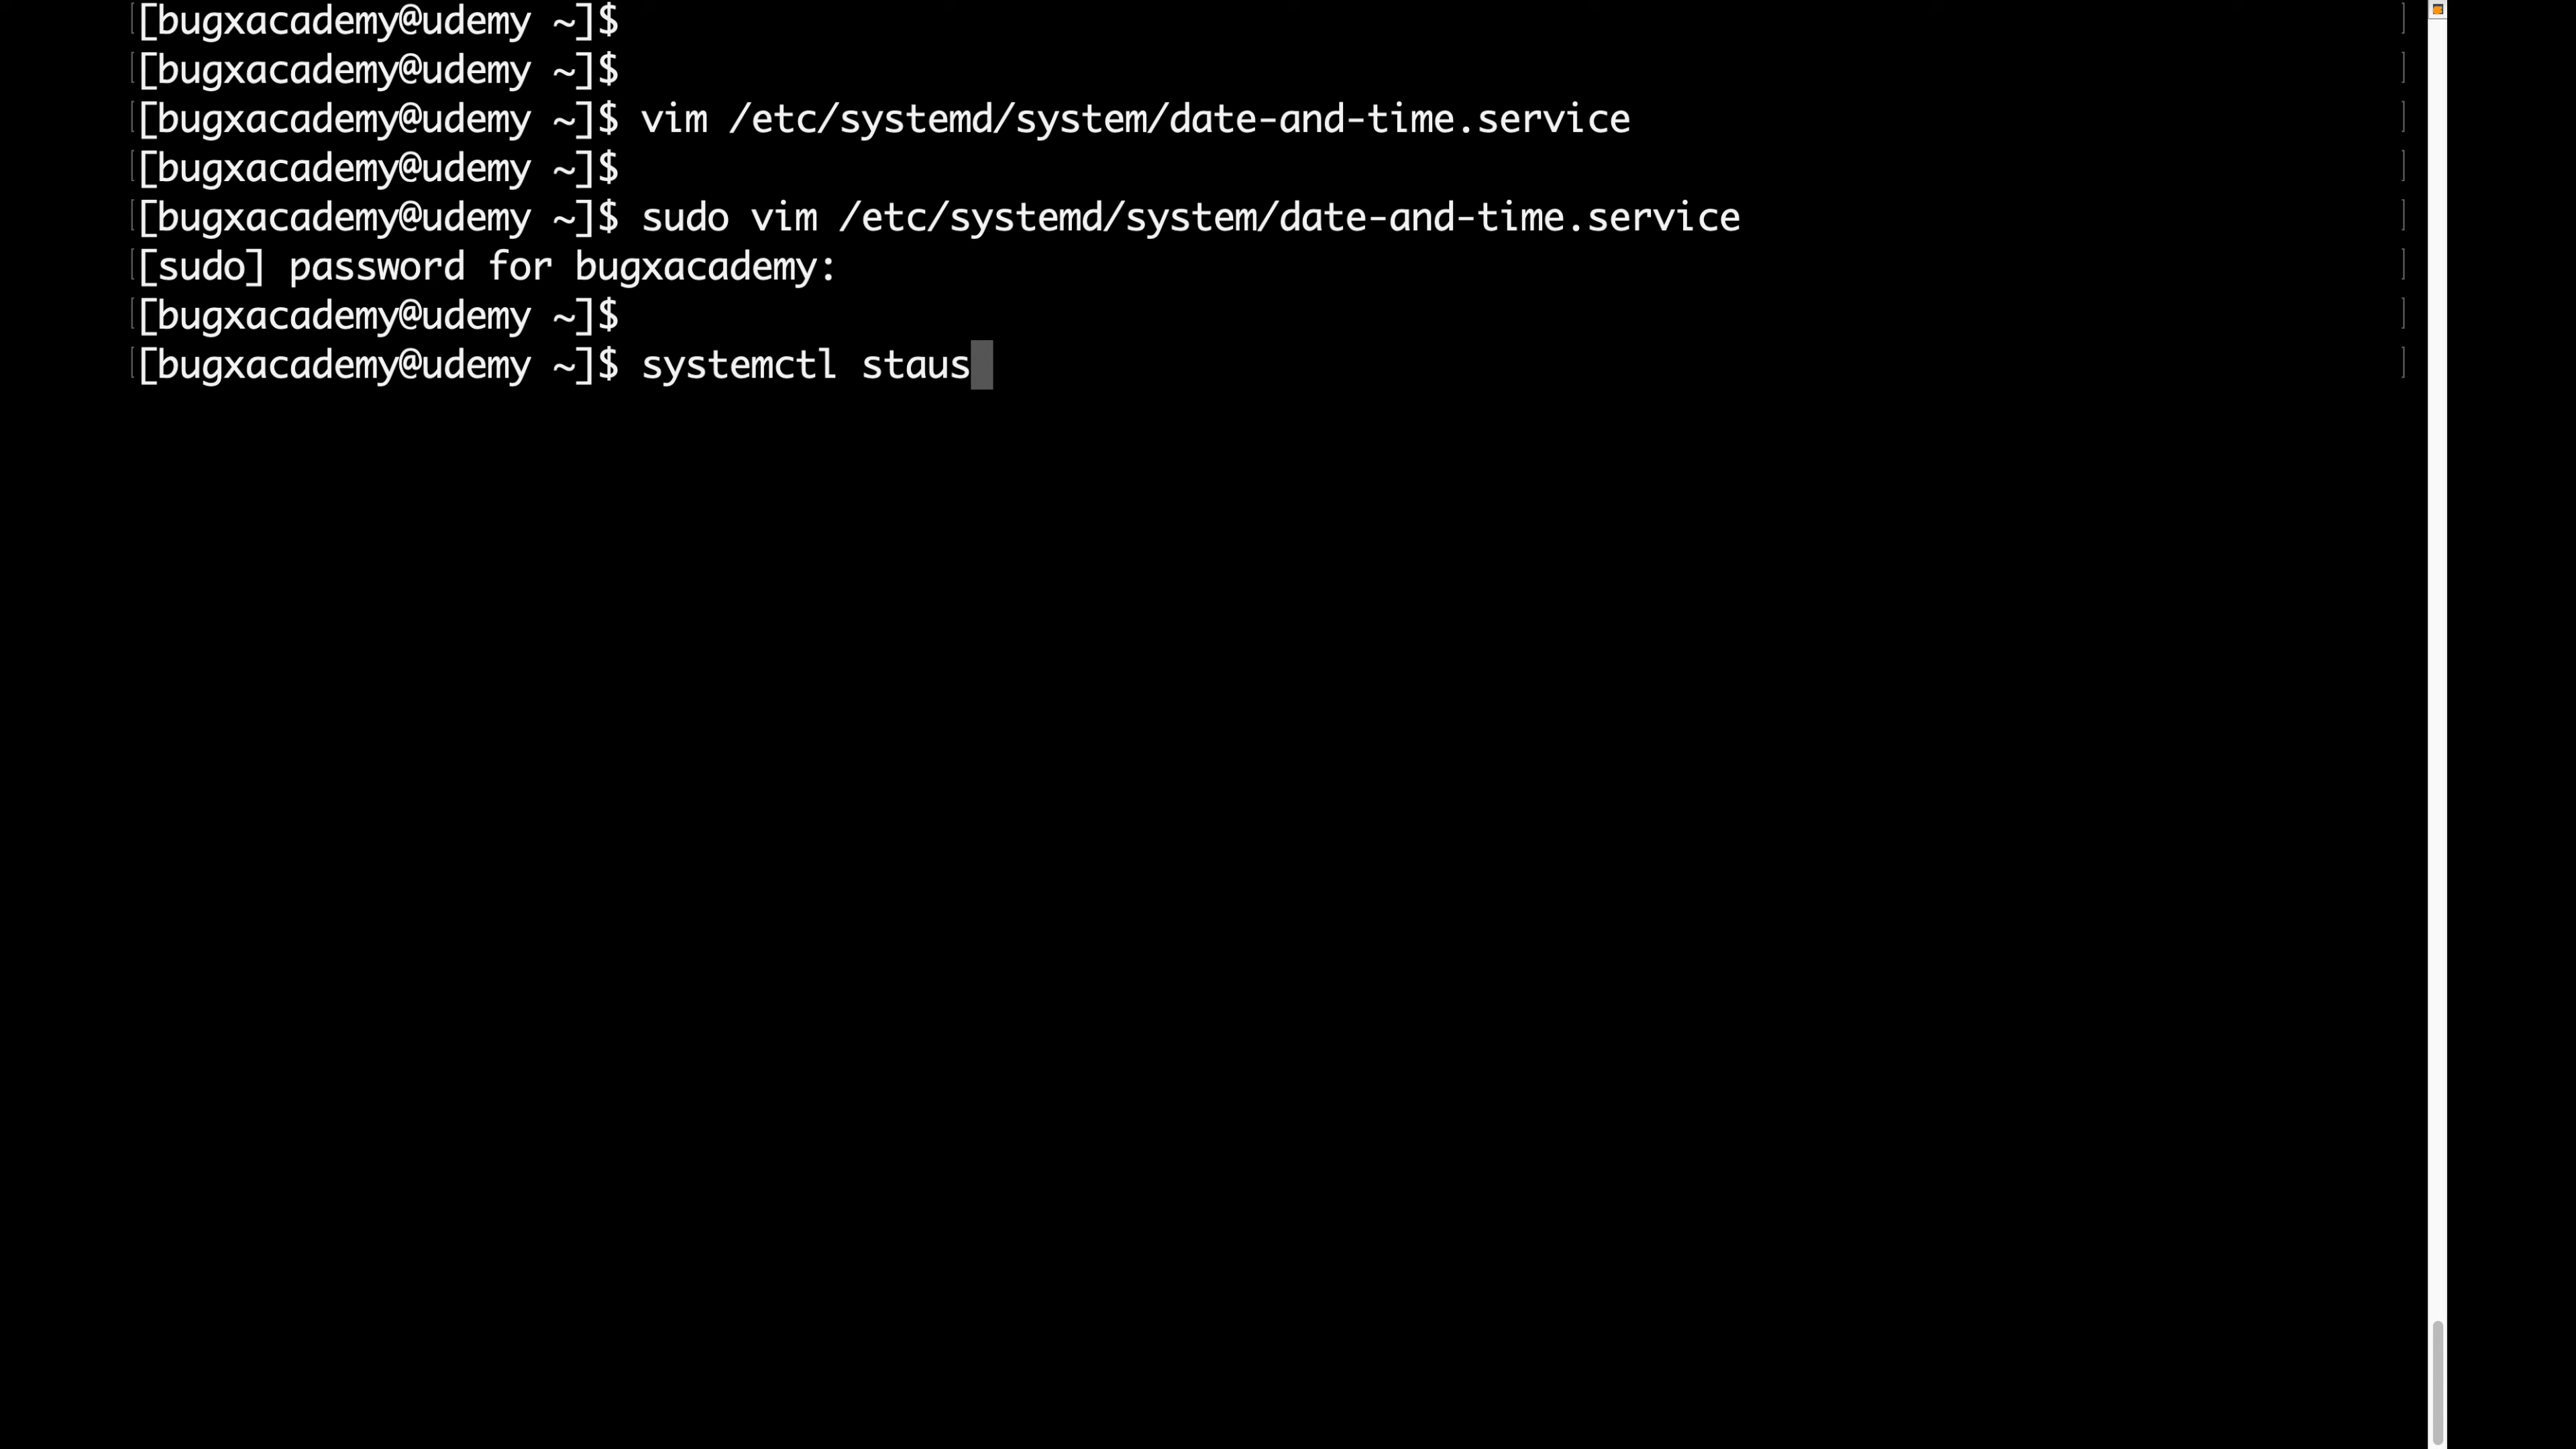 [bugxacademy@udemy ~]$
[bugxacademy@udemy ~]$
[bugxacademy@udemy ~]$ vim /etc/systemd/system/date-and-time.service
[bugxacademy@udemy ~]$
[bugxacademy@udemy ~]$ sudo vim /etc/systemd/system/date-and-time.service
[sudo] password for bugxacademy:
[bugxacademy@udemy ~]$
[bugxacademy@udemy ~]$ systemctl staus